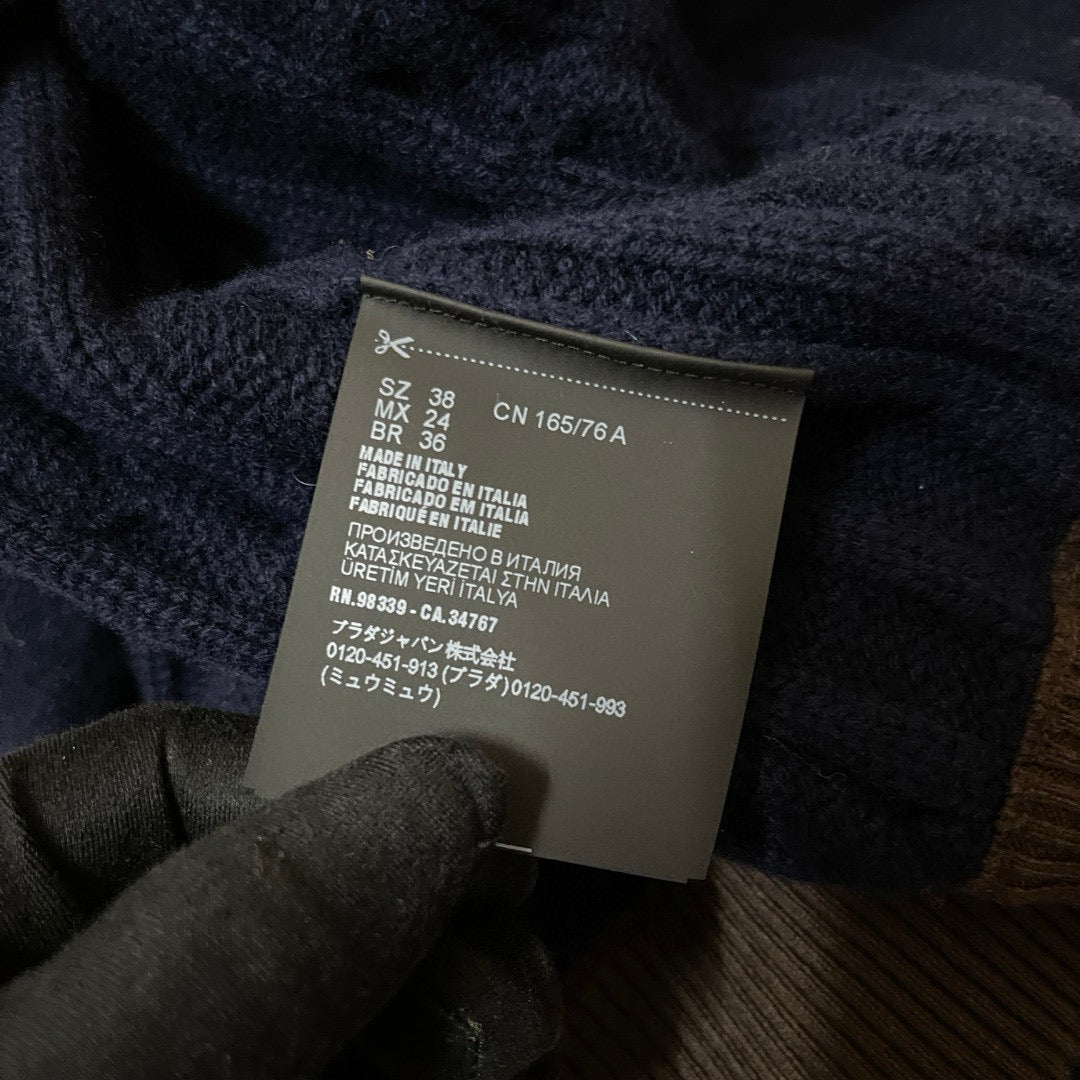 SZ 38 CN 165/76 A
MX 24
BR 36
MADE IN ITALY
FABRICADO EN ITALIA
FABRICADO EM ITALIA
FABRIQUÉ EN ITALIE
ПРОИЗВЕДЕНО В ИТАЛИЯ
ΚΑΤΑΣΚΕΥΑΖΕΤΑΙ ΣΤΗΝ ΙΤΑΛΙΑ
ÜRETİM YERİ İTALYA
RN.98339 - CA.34767
プラダジャパン株式会社
0120-451-913 (プラダ)0120-451-993
(ミュウミュウ)